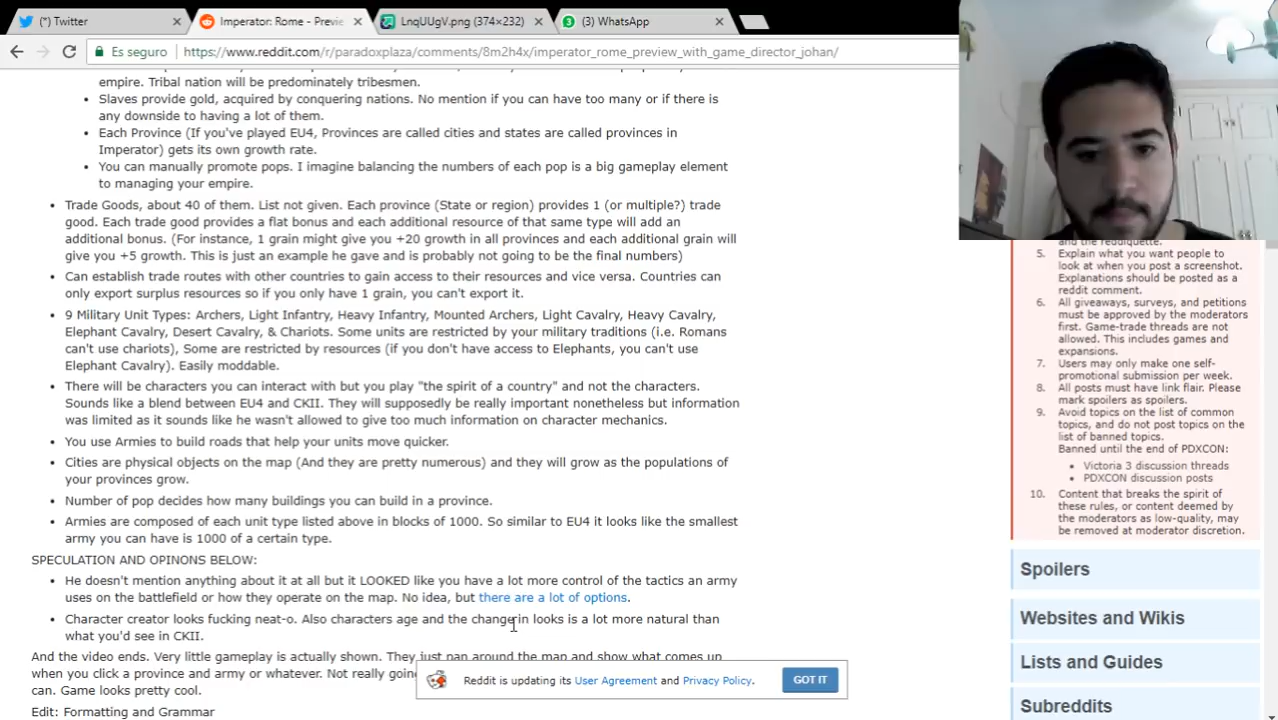 (*) Twitter
Imperator: Rome - Previe
LnqUUgV.png (374×232)
(3) WhatsApp
Es seguro
https://www.reddit.com/r/paradoxplaza/comments/8m2h4x/imperator_rome_preview_with_game_director_johan/
empire. Tribal nation will be predominately tribesmen.
Slaves provide gold, acquired by conquering nations. No mention if you can have too many or if there is
any downside to having a lot of them.
Each Province (If you've played EU4, Provinces are called cities and states are called provinces in
Imperator) gets its own growth rate.
You can manually promote pops. I imagine balancing the numbers of each pop is a big gameplay element
to managing your empire.
Trade Goods, about 40 of them. List not given. Each province (State or region) provides 1 (or multiple?) trade
good. Each trade good provides a flat bonus and each additional resource of that same type will add an
additional bonus. (For instance, 1 grain might give you +20 growth in all provinces and each additional grain will
give you +5 growth. This is just an example he gave and is probably not going to be the final numbers)
Can establish trade routes with other countries to gain access to their resources and vice versa. Countries can
only export surplus resources so if you only have 1 grain, you can't export it.
9 Military Unit Types: Archers, Light Infantry, Heavy Infantry, Mounted Archers, Light Cavalry, Heavy Cavalry,
Elephant Cavalry, Desert Cavalry, & Chariots. Some units are restricted by your military traditions (i.e. Romans
can't use chariots), Some are restricted by resources (if you don't have access to Elephants, you can't use
Elephant Cavalry). Easily moddable.
There will be characters you can interact with but you play "the spirit of a country" and not the characters.
Sounds like a blend between EU4 and CKII. They will supposedly be really important nonetheless but information
was limited as it sounds like he wasn't allowed to give too much information on character mechanics.
You use Armies to build roads that help your units move quicker.
Cities are physical objects on the map (And they are pretty numerous) and they will grow as the populations of
your provinces grow.
Number of pop decides how many buildings you can build in a province.
Armies are composed of each unit type listed above in blocks of 1000. So similar to EU4 it looks like the smallest
army you can have is 1000 of a certain type.
SPECULATION AND OPINONS BELOW:
He doesn't mention anything about it at all but it LOOKED like you have a lot more control of the tactics an army
uses on the battlefield or how they operate on the map. No idea, but there are a lot of options.
Character creator looks fucking neat-o. Also characters age and the change in looks is a lot more natural than
what you'd see in CKII.
And the video ends. Very little gameplay is actually shown. They just pan around the map and show what comes up
when you click a province and army or whatever. Not really going
can. Game looks pretty cool.
Edit: Formatting and Grammar
Reddit is updating its User Agreement and Privacy Policy.
GOT IT
and the reddiquette.
5. Explain what you want people to
look at when you post a screenshot.
Explanations should be posted as a
reddit comment.
6. All giveaways, surveys, and petitions
must be approved by the moderators
first. Game-trade threads are not
allowed. This includes games and
expansions.
7. Users may only make one self-
promotional submission per week.
8. All posts must have link flair. Please
mark spoilers as spoilers.
9. Avoid topics on the list of common
topics, and do not post topics on the
list of banned topics.
Banned until the end of PDXCON:
Victoria 3 discussion threads
PDXCON discussion posts
10. Content that breaks the spirit of
these rules, or content deemed by
the moderators as low-quality, may
be removed at moderator discretion.
Spoilers
Websites and Wikis
Lists and Guides
Subreddits